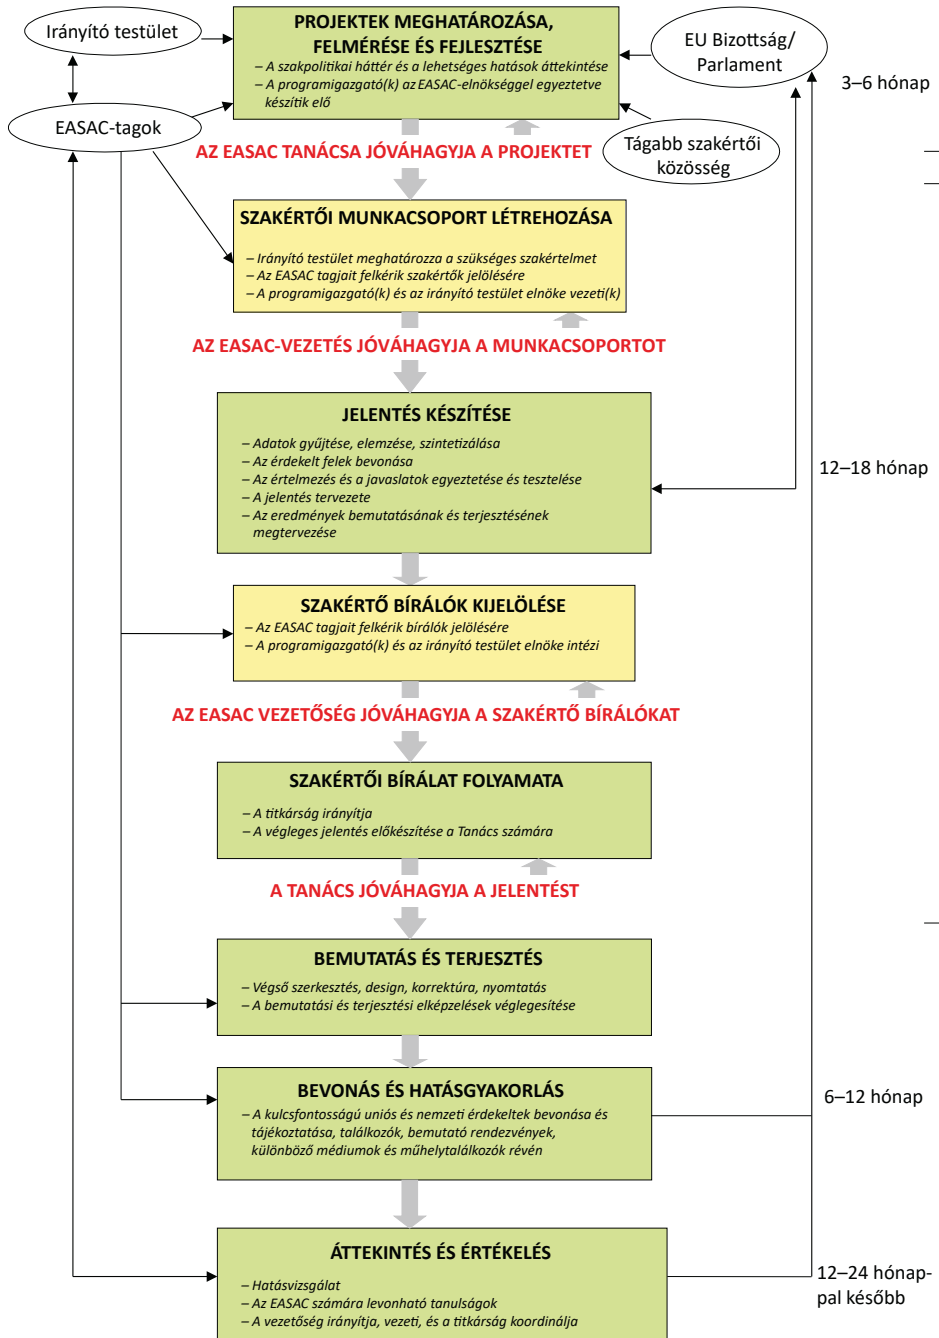 Irányító testület
PROJEKTEK MEGHATÁROZÁSA,
FELMÉRÉSE ÉS FEJLESZTÉSE
– A szakpolitikai háttér és a lehetséges hatások áttekintése
– A programigazgató(k) az EASAC-elnökséggel egyeztetve
készítik elő
EU Bizottság/
Parlament
3–6 hónap
EASAC-tagok
Tágabb szakértői
közösség
AZ EASAC TANÁCSA JÓVÁHAGYJA A PROJEKTET
SZAKÉRTŐI MUNKACSOPORT LÉTREHOZÁSA
– Irányító testület meghatározza a szükséges szakértelmet
– Az EASAC tagjait felkérik szakértők jelölésére
– A programigazgató(k) és az irányító testület elnöke vezeti(k)
AZ EASAC-VEZETÉS JÓVÁHAGYJA A MUNKACSOPORTOT
JELENTÉS KÉSZÍTÉSE
– Adatok gyűjtése, elemzése, szintetizálása
– Az érdekelt felek bevonása
– Az értelmezés és a javaslatok egyeztetése és tesztelése
– A jelentés tervezete
– Az eredmények bemutatásának és terjesztésének
megtervezése
12–18 hónap
SZAKÉRTŐ BÍRÁLÓK KIJELÖLÉSE
– Az EASAC tagjait felkérik bírálók jelölésére
– A programigazgató(k) és az irányító testület elnöke intézi
AZ EASAC VEZETŐSÉG JÓVÁHAGYJA A SZAKÉRTŐ BÍRÁLÓKAT
SZAKÉRTŐI BÍRÁLAT FOLYAMATA
– A titkárság irányítja
– A végleges jelentés előkészítése a Tanács számára
A TANÁCS JÓVÁHAGYJA A JELENTÉST
BEMUTATÁS ÉS TERJESZTÉS
– Végső szerkesztés, design, korrektúra, nyomtatás
– A bemutatási és terjesztési elképzelések véglegesítése
BEVONÁS ÉS HATÁSGYAKORLÁS
– A kulcsfontosságú uniós és nemzeti érdekeltek bevonása és
tájékoztatása, találkozók, bemutató rendezvények,
különböző médiumok és műhelytalálkozók révén
6–12 hónap
ÁTTEKINTÉS ÉS ÉRTÉKELÉS
– Hatásvizsgálat
– Az EASAC számára levonható tanulságok
– A vezetőség irányítja, vezeti, és a titkárság koordinálja
12–24 hónap-
pal később